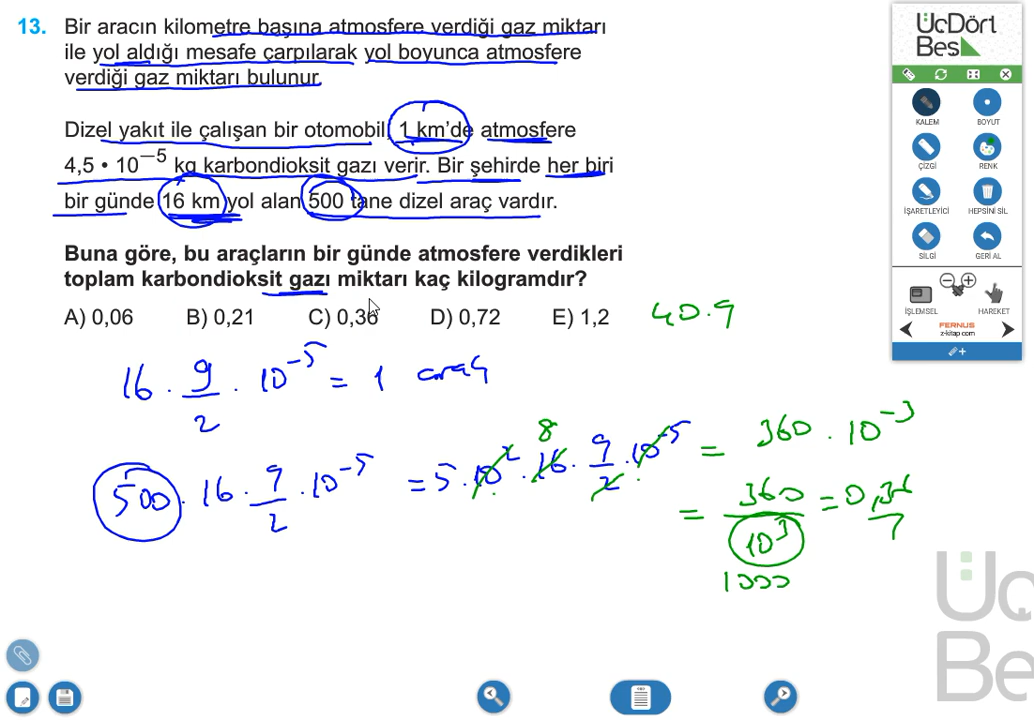 13. Bir aracın kilometre başına atmosfere verdiği gaz miktarı
ile yol aldığı mesafe çarpılarak yol boyunca atmosfere
verdiği gaz miktarı bulunur.
Dizel yakıt ile çalışan bir otomobil 1 km'de atmosfere
4,5 • 10⁻⁵ kg karbondioksit gazı verir. Bir şehirde her biri
bir günde 16 km yol alan 500 tane dizel araç vardır.
Buna göre, bu araçların bir günde atmosfere verdikleri
toplam karbondioksit gazı miktarı kaç kilogramdır?
A) 0,06 B) 0,21 C) 0,36 D) 0,72 E) 1,2
40.9
16 . 9/2 . 10⁻⁵ = 1 araç
500 . 16 . 9/2 . 10⁻⁵ = 5 . 10² . 16 . 9/2 . 10⁻⁵ = 360 . 10⁻³
8
= 360/10³ = 0,36
1000
ÜçDört
Beş
KALEM
BOYUT
ÇİZGİ
RENK
İŞARETLEYİCİ
HEPSİNİ SİL
SİLGİ
GERİ AL
İŞLEMSEL
HAREKET
FERNUS
z-kitap.com